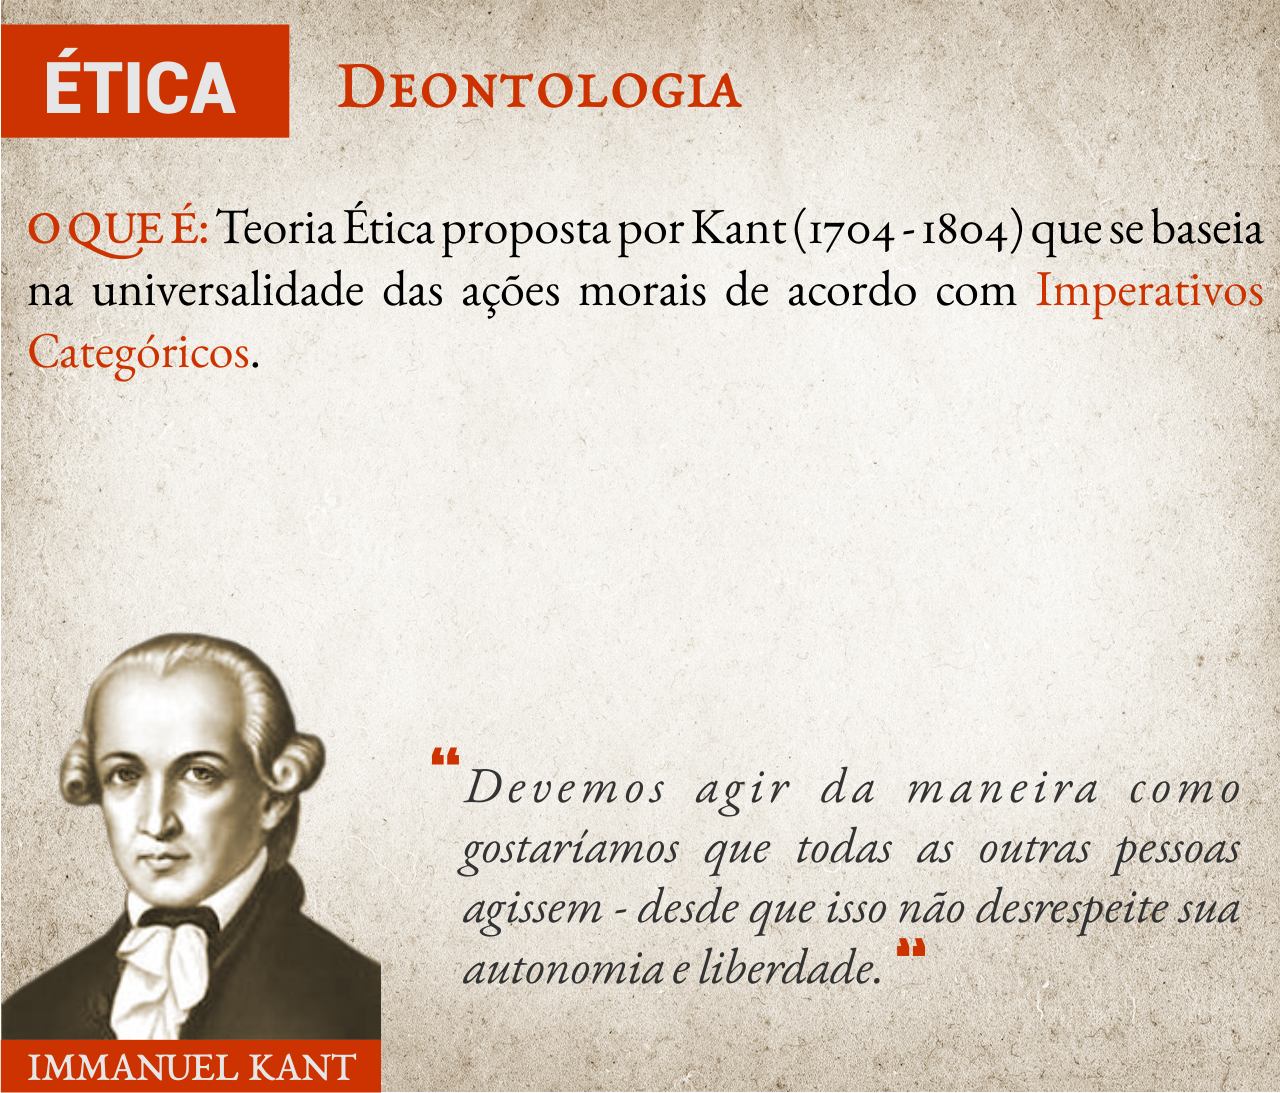 ÉTICA
Deontologia
O QUE É: Teoria Ética proposta por Kant (1704 - 1804) que se baseia
na universalidade das ações morais de acordo com Imperativos
Categóricos.
❝Devemos agir da maneira como
gostaríamos que todas as outras pessoas
agissem - desde que isso não desrespeite sua
autonomia e liberdade.❞
IMMANUEL KANT